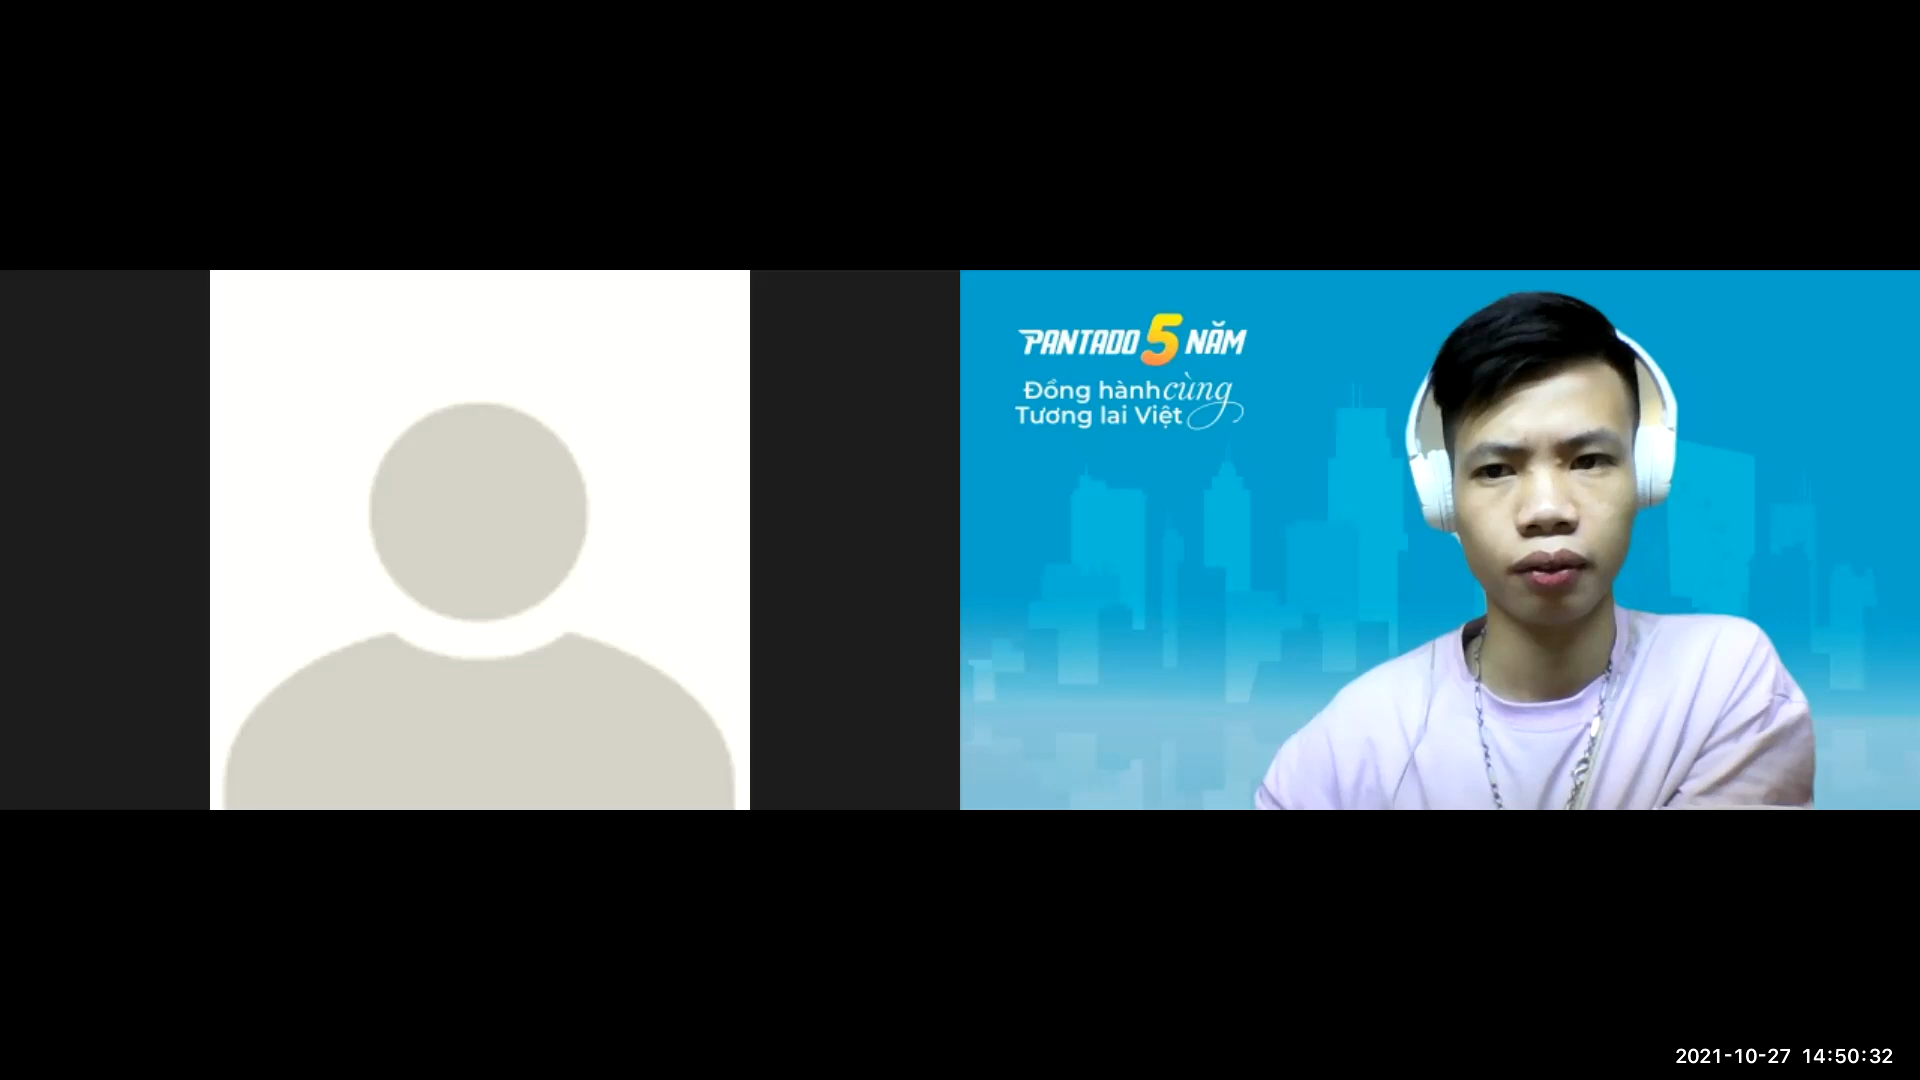 PANTADO 5 NĂM
Đồng hành cùng
Tương lai Việt
2021-10-27 14:50:32